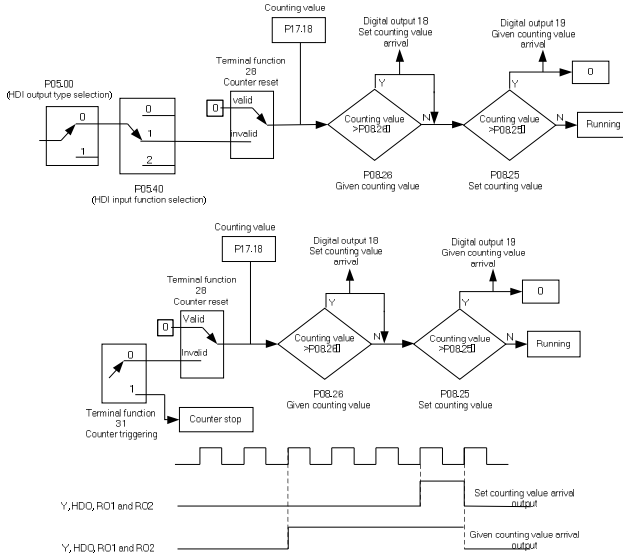 Counting value
P17.18
Digital output 18
Set counting value
arrival
Digital output 19
Given counting value
arrival
Terminal function
28
Counter reset
P05.00
(HDI output type selection)
0
1
0
1
2
P05.40
(HDI input function selection)
0
valid
invalid
Y
Counting value
>P08.26
N
P08.26
Given counting value
Y
Counting value
>P08.25
N
P08.25
Set counting value
0
Running
Counting value
P17.18
Digital output 18
Set counting value
arrival
Digital output 19
Given counting value
arrival
Terminal function
28
Counter reset
0
Valid
Invalid
0
1
Terminal function
31
Counter triggering
Counter stop
Y
Counting value
>P08.26
N
P08.26
Given counting value
Y
Counting value
>P08.25
N
P08.25
Set counting value
0
Running
Y, HDO, RO1 and RO2
Set counting value arrival
output
Y, HDO, RO1 and RO2
Given counting value arrival
output